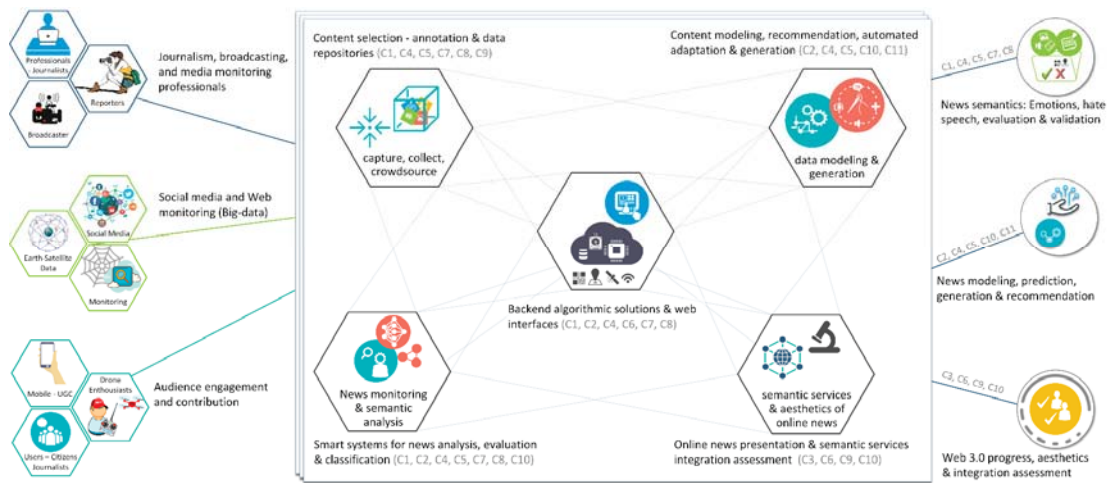 Professionals
- Journalists
Reporters
Broadcaster
Journalism, broadcasting,
and media monitoring
professionals
Social Media
Earth-Satellite
Data
Monitoring
Social media and Web
monitoring (Big-data)
Mobile - UGC
Drone
Enthusiasts
Users – Citizens
Journalists
Audience engagement
and contribution
Content selection - annotation & data
repositories (C1, C4, C5, C7, C8, C9)
capture, collect,
crowdsource
Content modeling, recommendation, automated
adaptation & generation (C2, C4, C5, C10, C11)
data modeling &
generation
Backend algorithmic solutions & web
interfaces (C1, C2, C4, C6, C7, C8)
News monitoring
& semantic
analysis
Smart systems for news analysis, evaluation
& classification (C1, C2, C4, C5, C7, C8, C10)
semantic services
& aesthetics of
online news
Online news presentation & semantic services
integration assessment (C3, C6, C9, C10)
C1, C4, C5, C7, C8
News semantics: Emotions, hate
speech, evaluation & validation
C2, C4, C5, C10, C11
News modeling, prediction,
generation & recommendation
C3, C6, C9, C10
Web 3.0 progress, aesthetics
& integration assessment